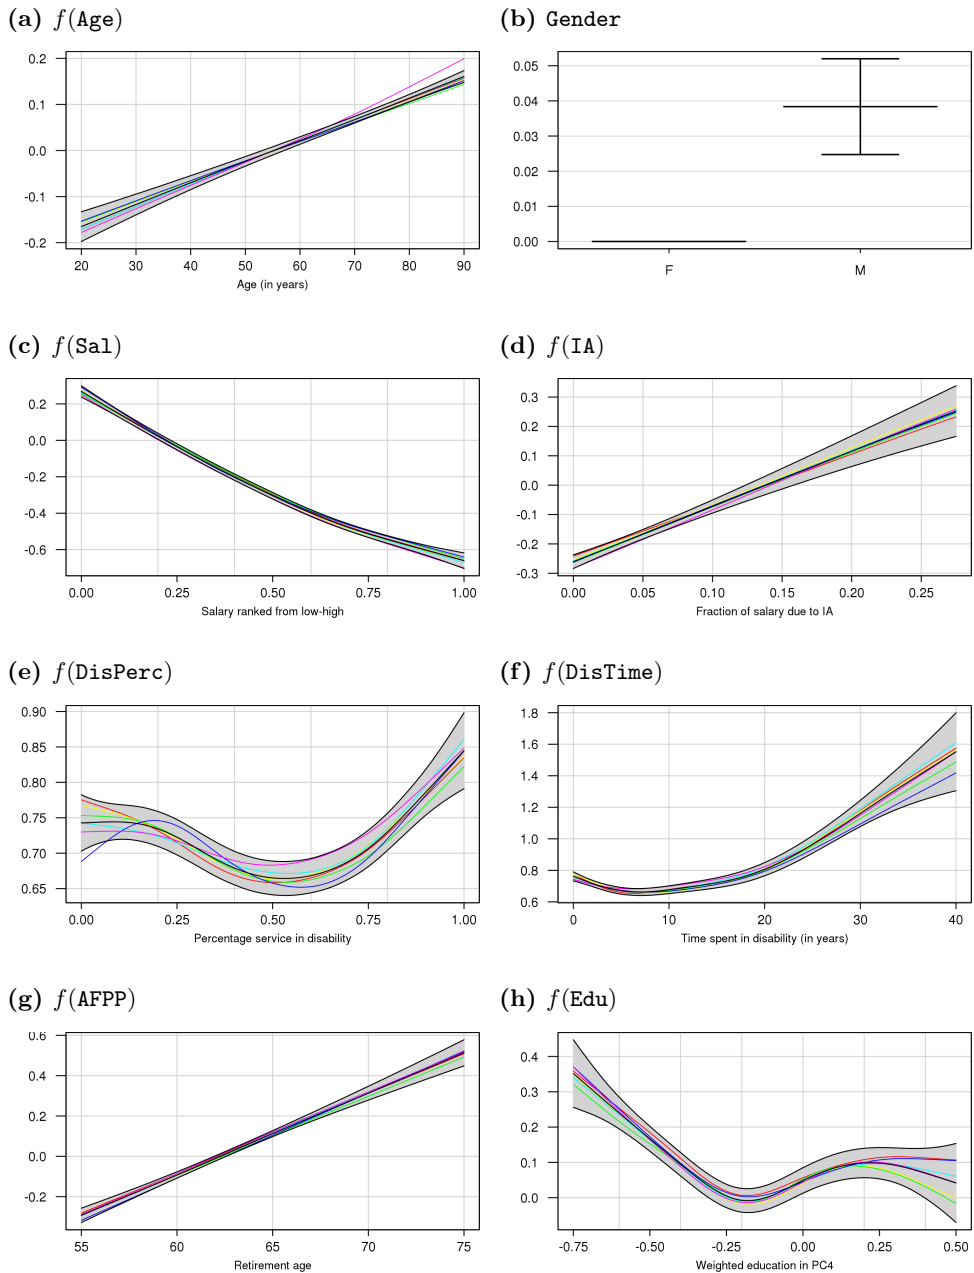 (a) f(Age)
(b) Gender
0.2
0.1
0.0
-0.1
-0.2
20 30 40 50 60 70 80 90
Age (in years)
0.05
0.04
0.03
0.02
0.01
0.00
F M
(c) f(Sal)
(d) f(IA)
0.2
0.0
-0.2
-0.4
-0.6
0.00 0.25 0.50 0.75 1.00
Salary ranked from low-high
0.3
0.2
0.1
0.0
-0.1
-0.2
-0.3
0.00 0.05 0.10 0.15 0.20 0.25
Fraction of salary due to IA
(e) f(DisPerc)
(f) f(DisTime)
0.90
0.85
0.80
0.75
0.70
0.65
0.00 0.25 0.50 0.75 1.00
Percentage service in disability
1.8
1.6
1.4
1.2
1.0
0.8
0.6
0 10 20 30 40
Time spent in disability (in years)
(g) f(AFPP)
(h) f(Edu)
0.6
0.4
0.2
0.0
-0.2
55 60 65 70 75
Retirement age
0.4
0.3
0.2
0.1
0.0
-0.75 -0.50 -0.25 0.00 0.25 0.50
Weighted education in PC4